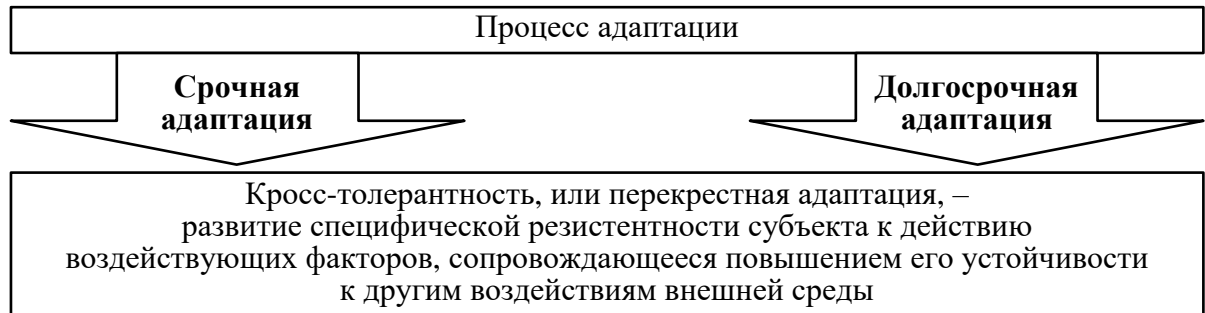 Процесс адаптации
Срочная
адаптация
Долгосрочная
адаптация
Кросс-толерантность, или перекрестная адаптация, –
развитие специфической резистентности субъекта к действию
воздействующих факторов, сопровождающееся повышением его устойчивости
к другим воздействиям внешней среды